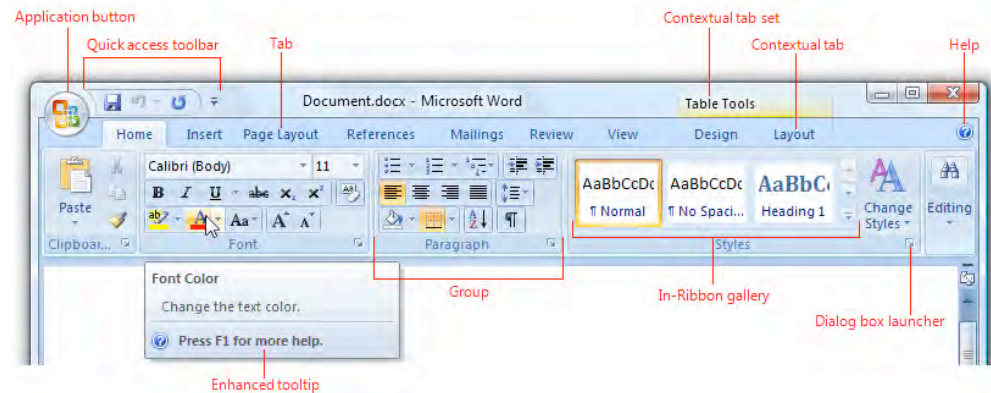 Application button
Contextual tab set
Quick access toolbar
Tab
Contextual tab
Help
Document.docx - Microsoft Word
Table Tools
Home Insert Page Layout References Mailings Review View Design Layout
Calibri (Body) 11
B I U abc X₂ X² Aa A A
Paste
AaBbCcDc AaBbCcDc AaBbC
¶ Normal ¶ No Spaci... Heading 1
Change Styles
Editing
Clipboar... Font Paragraph Styles
Font Color
Change the text color.
Press F1 for more help.
Group
In-Ribbon gallery
Dialog box launcher
Enhanced tooltip